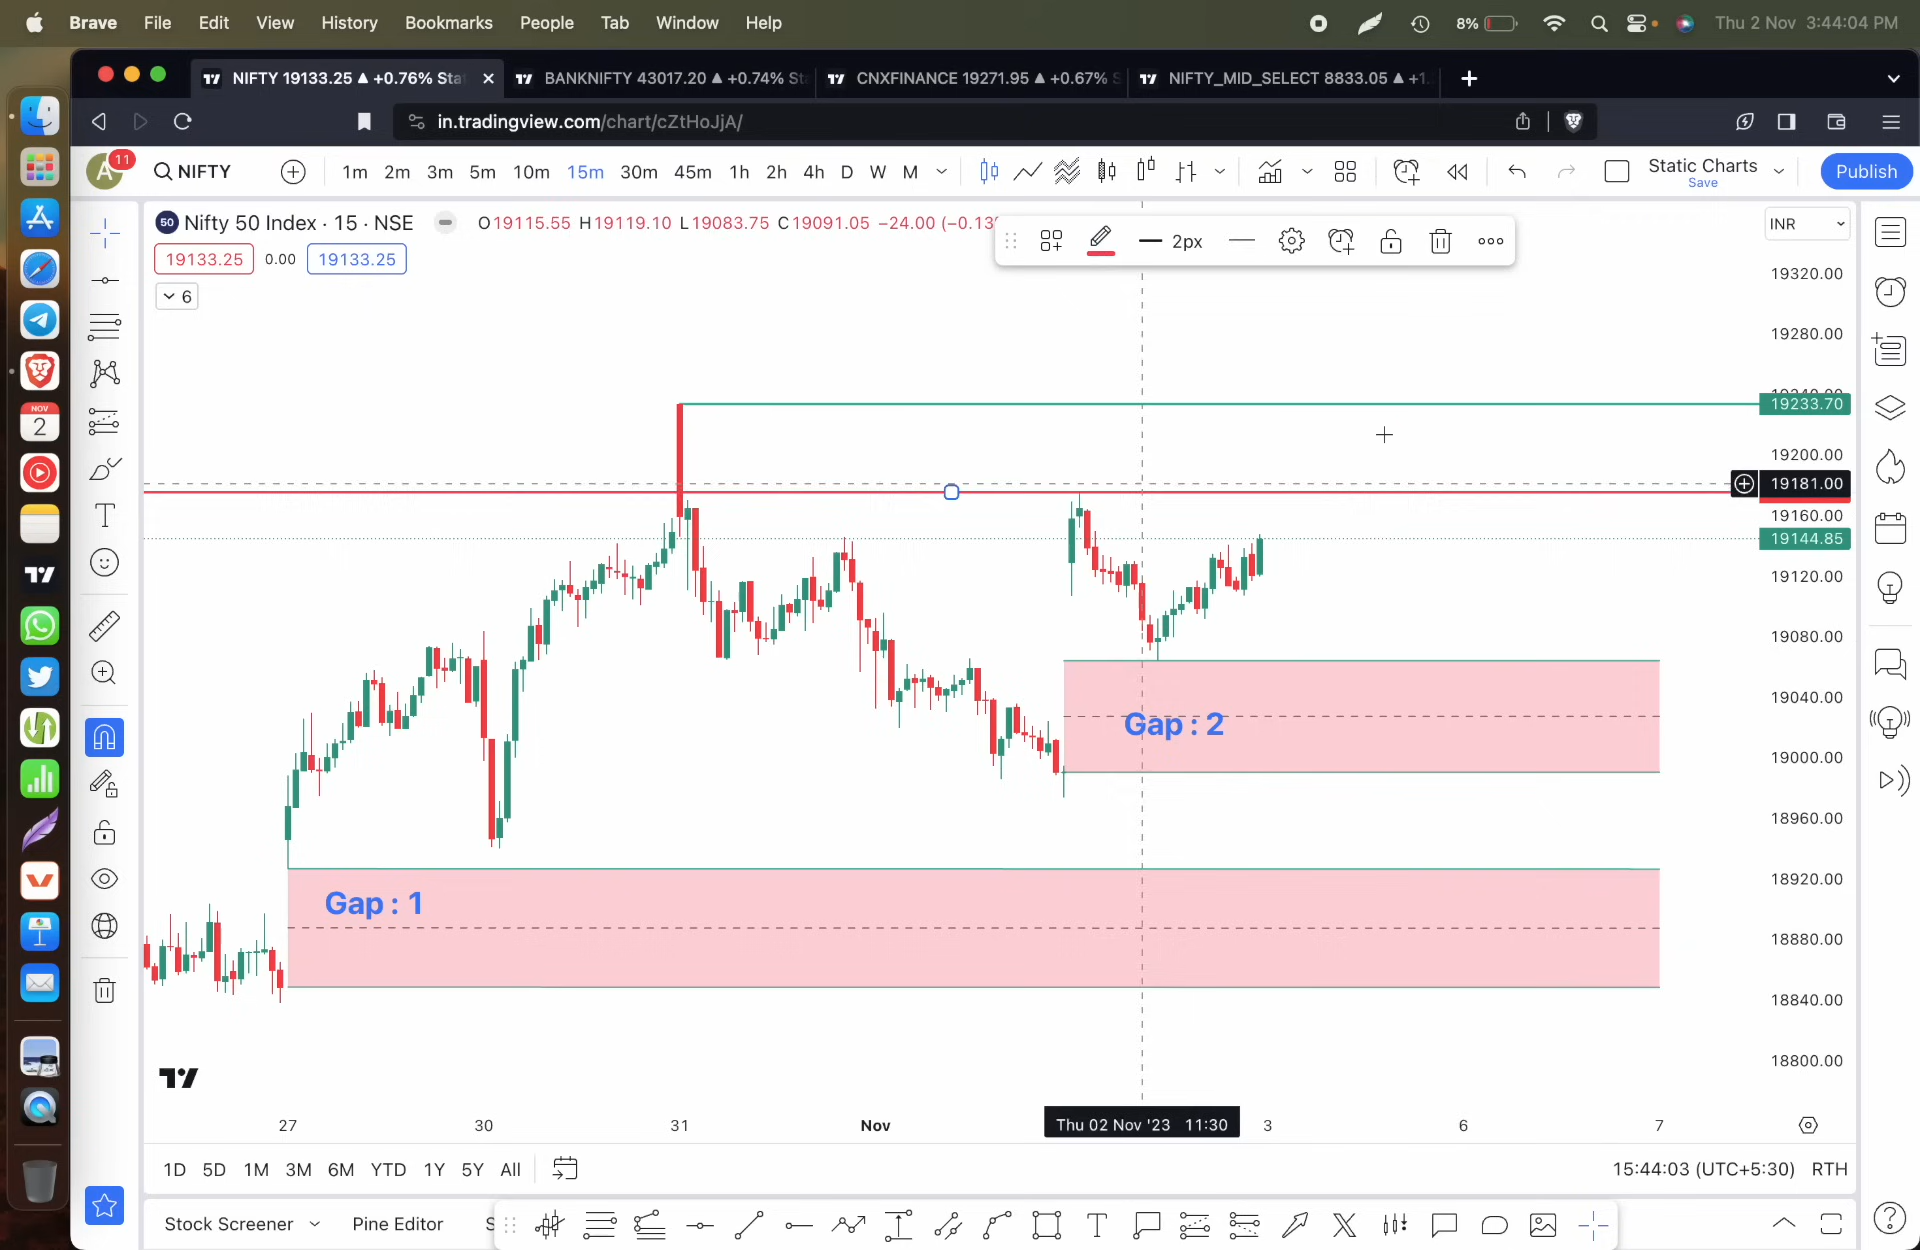 Brave File Edit View History Bookmarks People Tab Window Help 8% Thu 2 Nov 3:44:04 PM
NIFTY 19133.25 ▲ +0.76% Sta BANKNIFTY 43017.20 ▲ +0.74% St CNXFINANCE 19271.95 ▲ +0.67% S NIFTY_MID_SELECT 8833.05 ▲ +1.
in.tradingview.com/chart/cZtHoJjA/
A 11 NIFTY 1m 2m 3m 5m 10m 15m 30m 45m 1h 2h 4h D W M Static Charts Save Publish
50 Nifty 50 Index · 15 · NSE O19115.55 H19119.10 L19083.75 C19091.05 −24.00 (−0.13 INR
2px
19133.25 0.00 19133.25
6
19320.00
19280.00
19233.70
19200.00
19181.00
19160.00
19144.85
19120.00
19080.00
19040.00
Gap : 2
19000.00
18960.00
18920.00
Gap : 1
18880.00
18840.00
18800.00
27 30 31 Nov Thu 02 Nov '23 11:30 3 6 7
1D 5D 1M 3M 6M YTD 1Y 5Y All 15:44:03 (UTC+5:30) RTH
Stock Screener Pine Editor
NOV
2